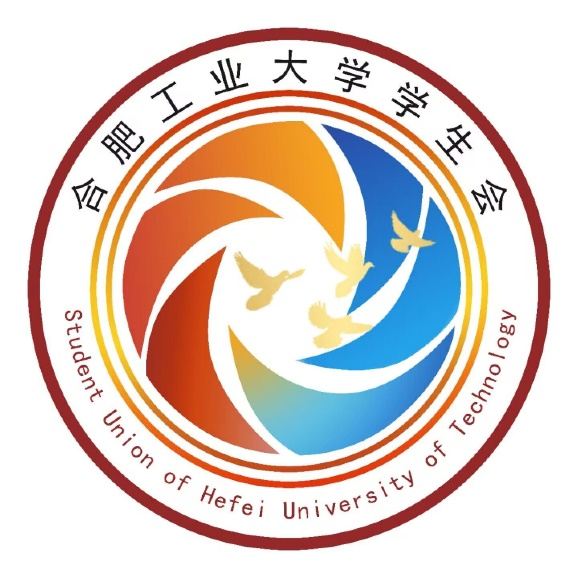 合肥工业大学学生会
Student Union of Hefei University of Technology